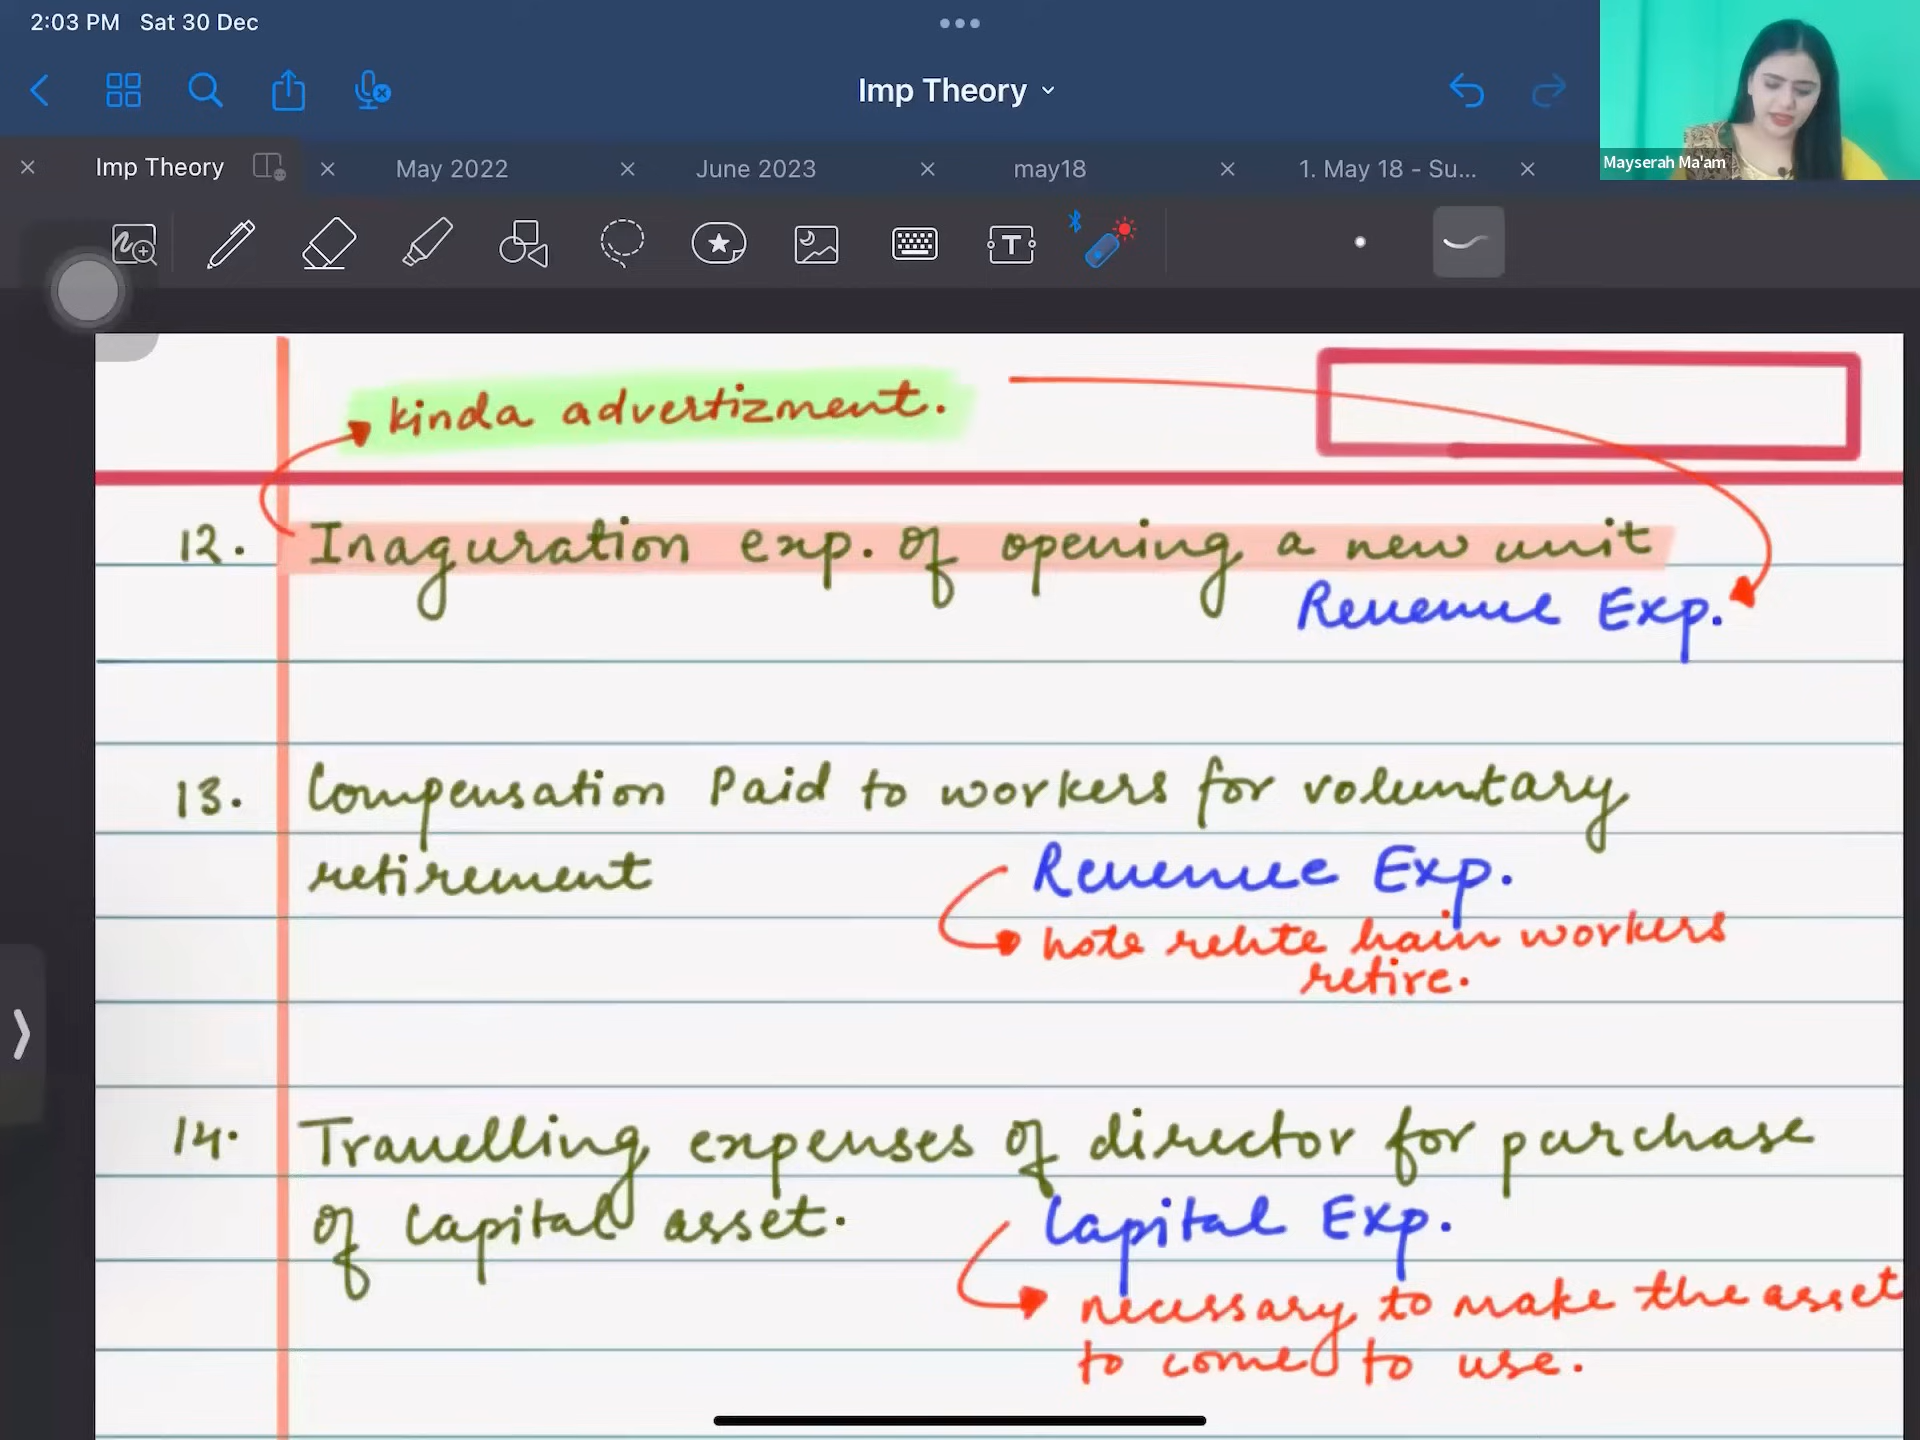 2:03 PM Sat 30 Dec
Imp Theory
Mayserah Ma'am
Imp Theory
May 2022
June 2023
may18
1. May 18 - Su...
T
kinda advertizment.
12. Inaguration exp. of opening a new unit
Revenue Exp.
13. Compensation Paid to workers for voluntary
retirement Revenue Exp.
hote rehte hain workers
retire.
14. Travelling expenses of director for purchase
of Capital asset. Capital Exp.
necessary to make the asset
to come to use.